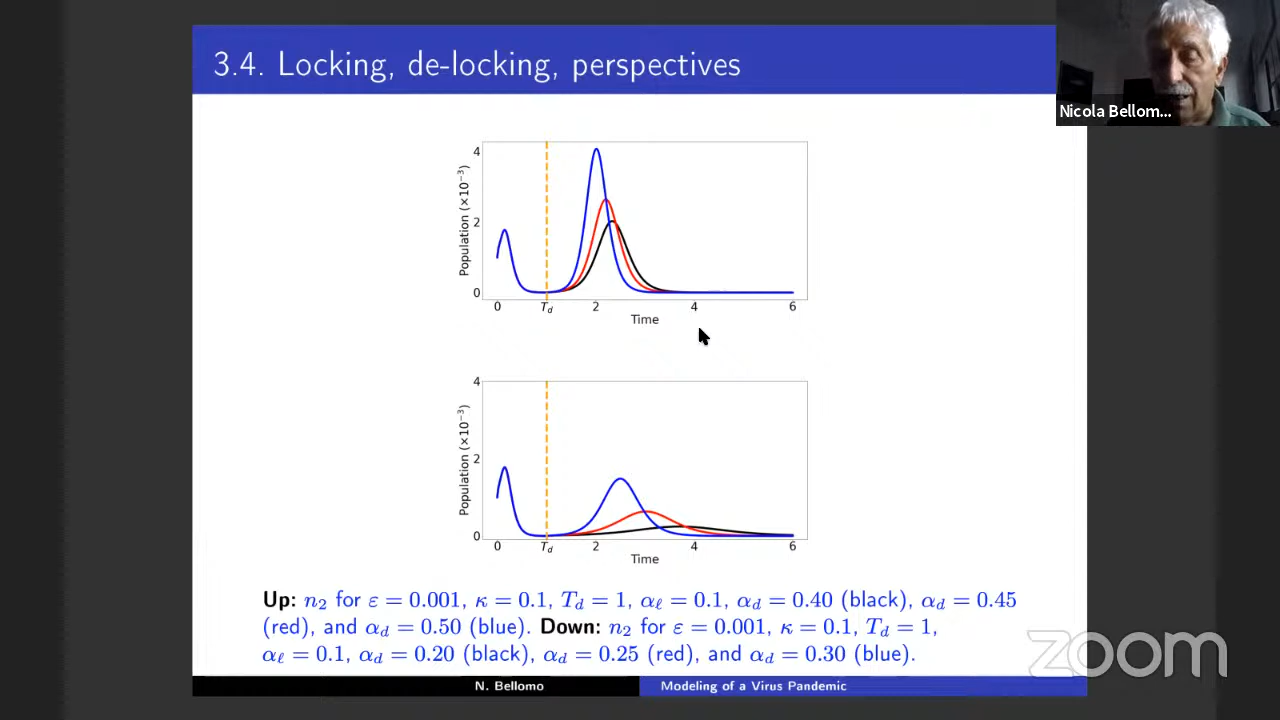 3.4. Locking, de-locking, perspectives
Nicola Bellom...
4
2
0
Population (×10⁻³)
0 T_d 2 4 6
Time
4
2
0
Population (×10⁻³)
0 T_d 2 4 6
Time
Up: n₂ for ε = 0.001, κ = 0.1, T_d = 1, α_ℓ = 0.1, α_d = 0.40 (black), α_d = 0.45
(red), and α_d = 0.50 (blue). Down: n₂ for ε = 0.001, κ = 0.1, T_d = 1,
α_ℓ = 0.1, α_d = 0.20 (black), α_d = 0.25 (red), and α_d = 0.30 (blue).
zoom
N. Bellomo Modeling of a Virus Pandemic